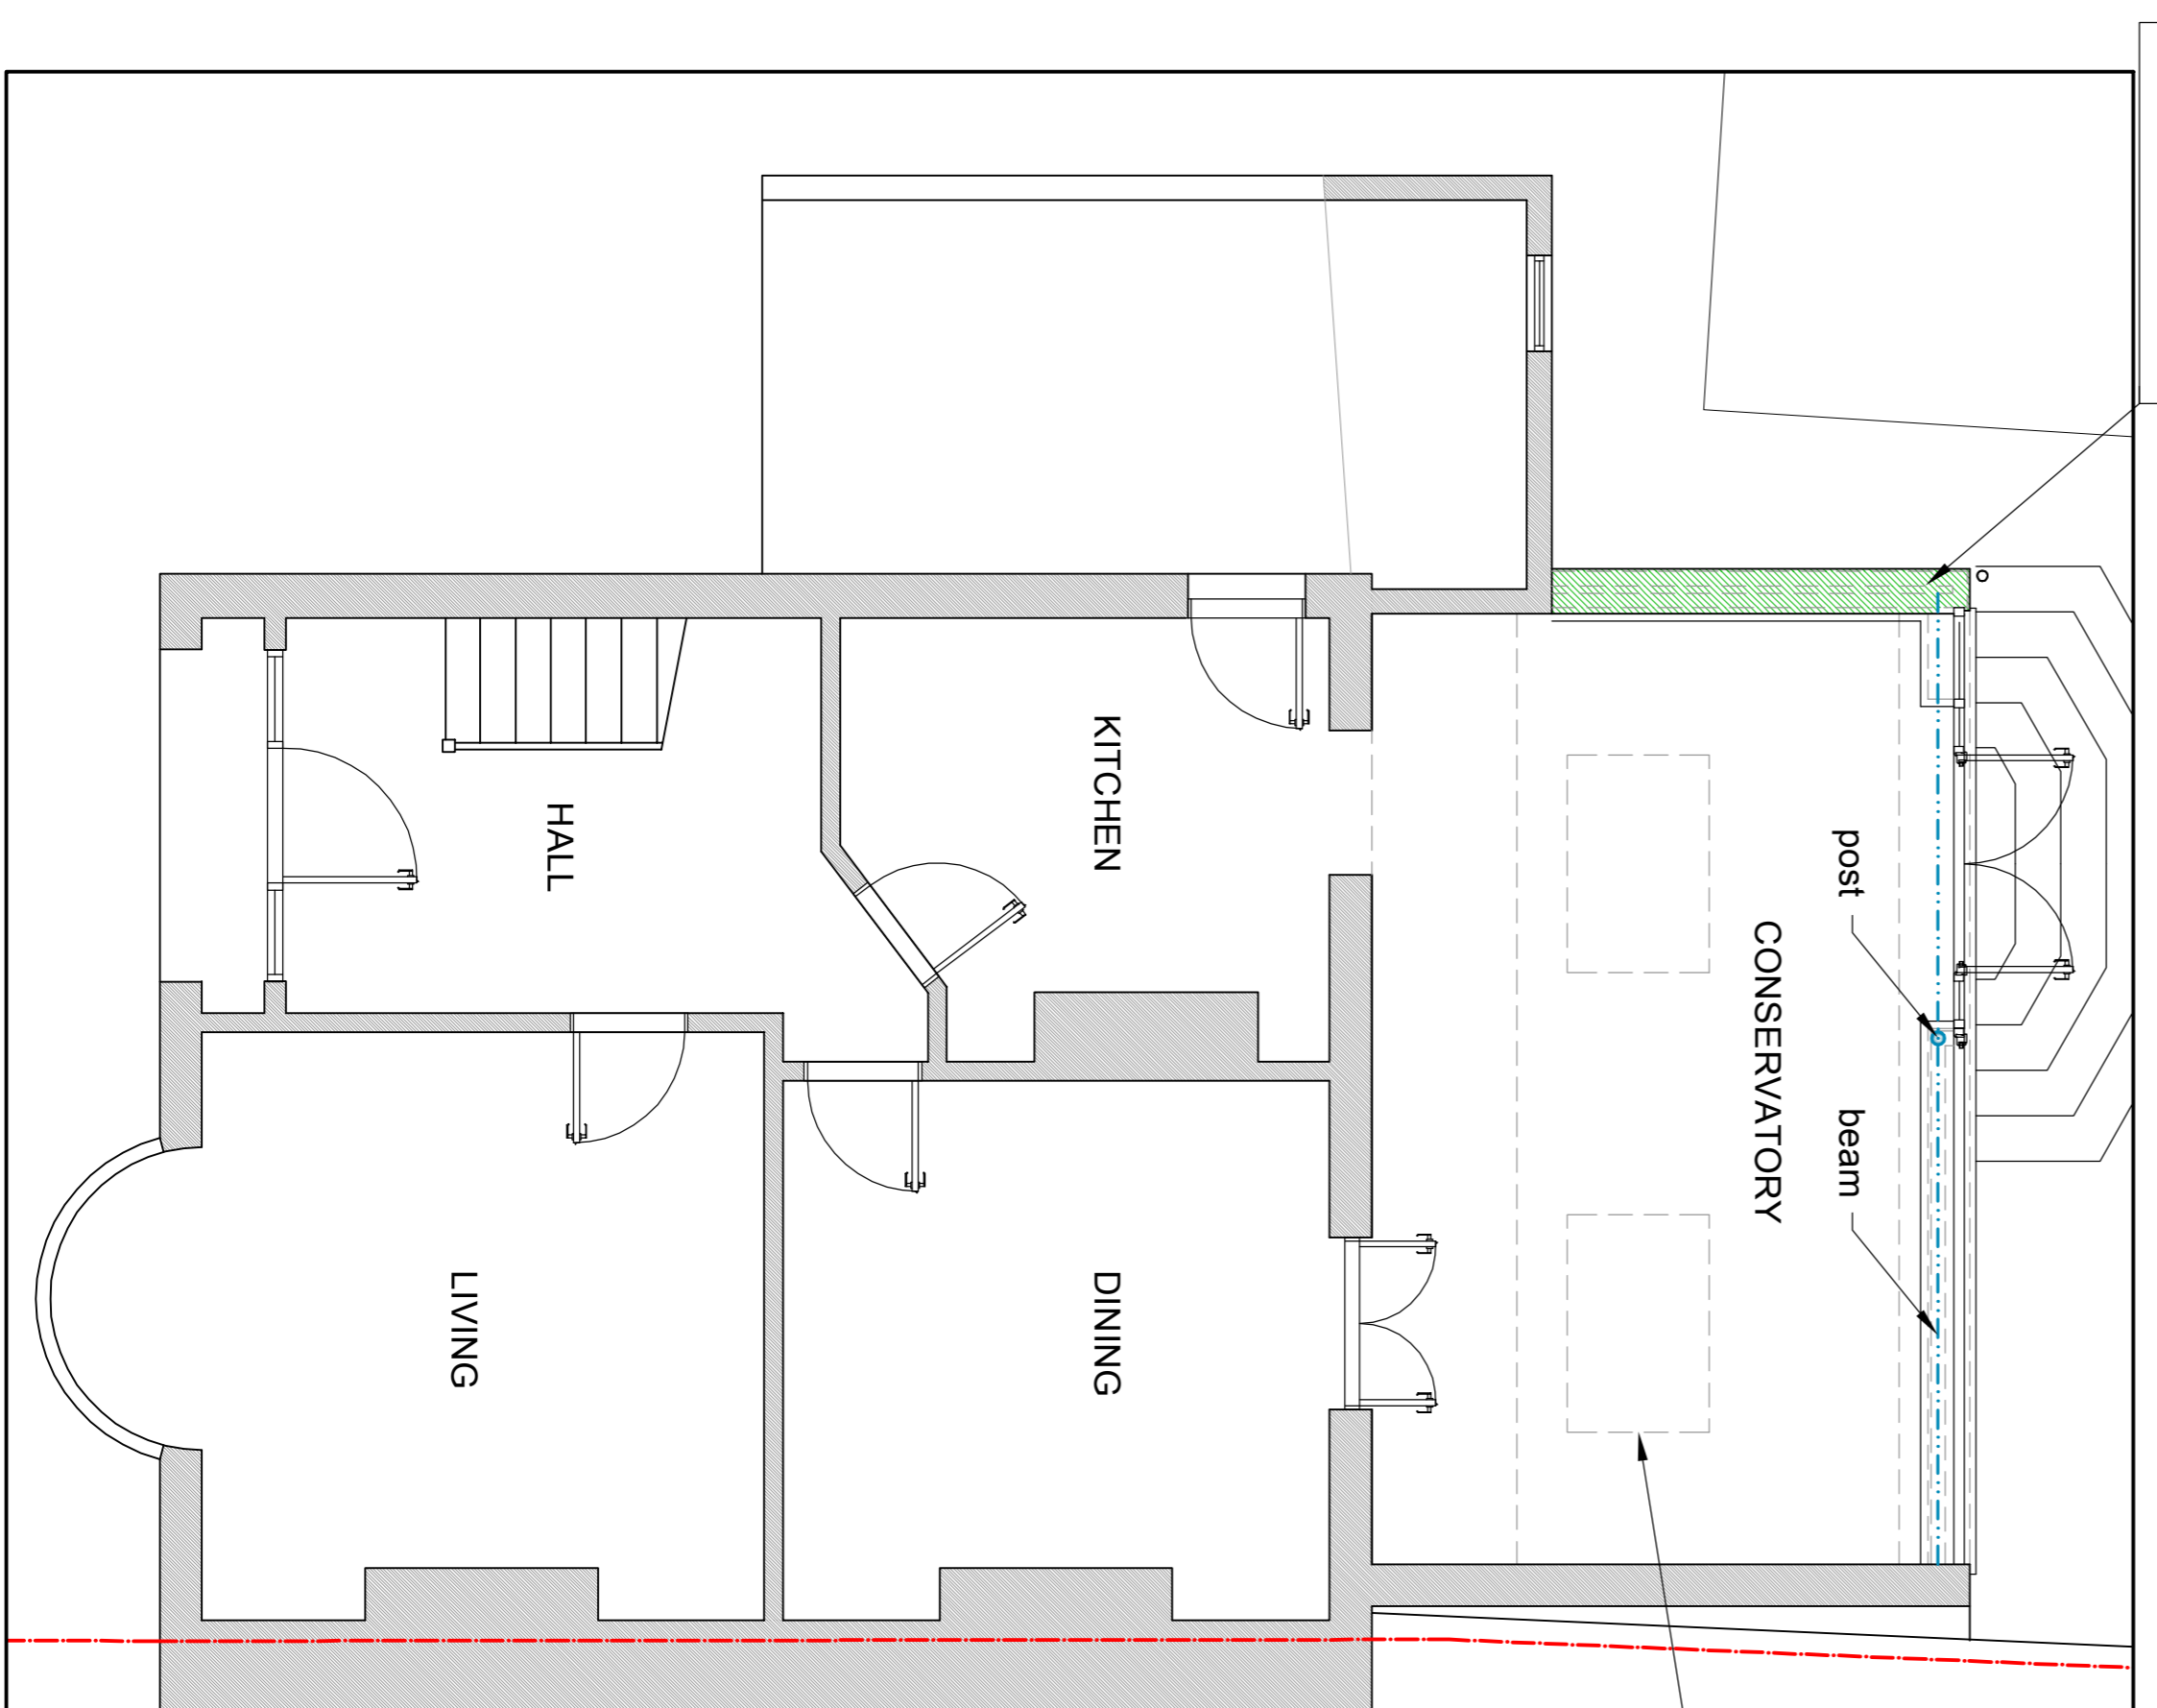 KITCHEN
HALL
post
CONSERVATORY
beam
LIVING
DINING